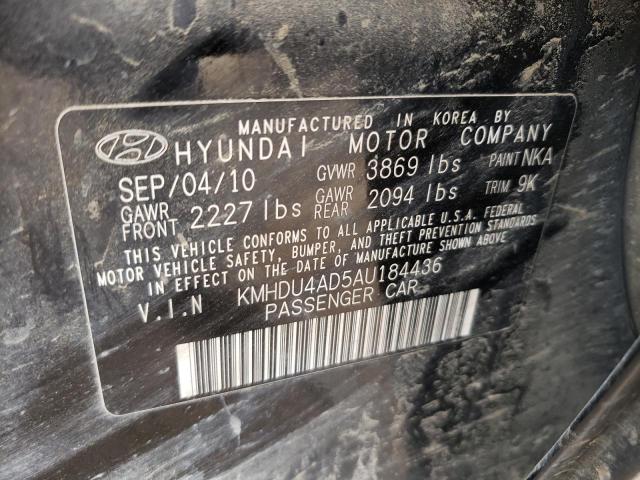 MANUFACTURED IN KOREA BY
HYUNDAI MOTOR COMPANY
SEP/04/10 GVWR 3869 lbs PAINT NKA
GAWR FRONT 2227 lbs GAWR REAR 2094 lbs TRIM 9K
THIS VEHICLE CONFORMS TO ALL APPLICABLE U.S.A. FEDERAL
MOTOR VEHICLE SAFETY, BUMPER, AND THEFT PREVENTION STANDARDS
IN EFFECT ON THE DATE OF MANUFACTURE SHOWN ABOVE.
V.I.N KMHDU4AD5AU184436
PASSENGER CAR